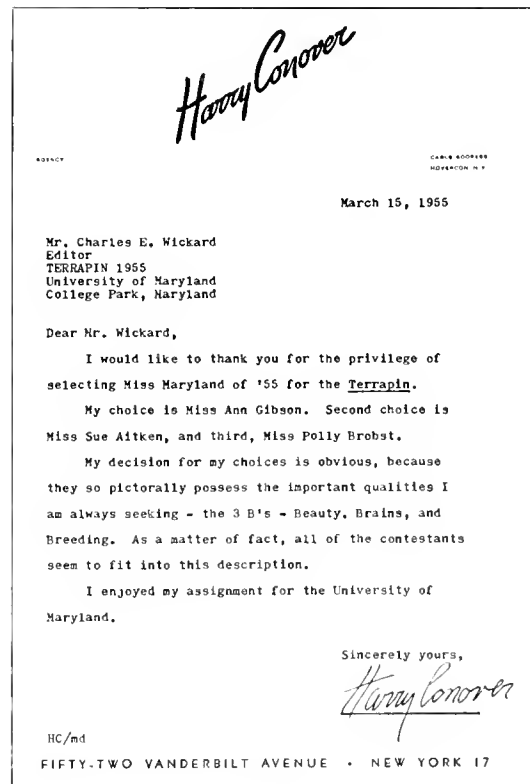 Harry Conover
AGENCY
CABLE ADDRESS
HOVERCON N Y
March 15, 1955
Mr. Charles E. Wickard
Editor
TERRAPIN 1955
University of Maryland
College Park, Maryland
Dear Mr. Wickard,
I would like to thank you for the privilege of
selecting Miss Maryland of '55 for the Terrapin.
My choice is Miss Ann Gibson. Second choice is
Miss Sue Aitken, and third, Miss Polly Brobst.
My decision for my choices is obvious, because
they so pictorally possess the important qualities I
am always seeking - the 3 B's - Beauty, Brains, and
Breeding. As a matter of fact, all of the contestants
seem to fit into this description.
I enjoyed my assignment for the University of
Maryland.
Sincerely yours,
Harry Conover
HC/md
FIFTY-TWO VANDERBILT AVENUE • NEW YORK 17